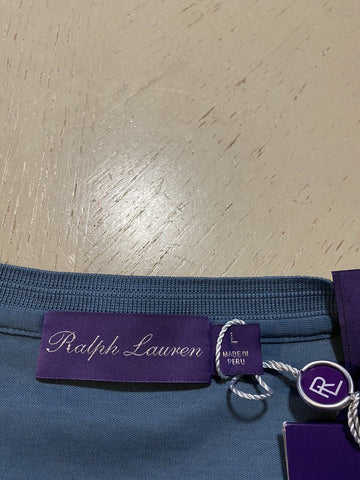 Ralph Lauren
L
MADE IN
PERU
RL